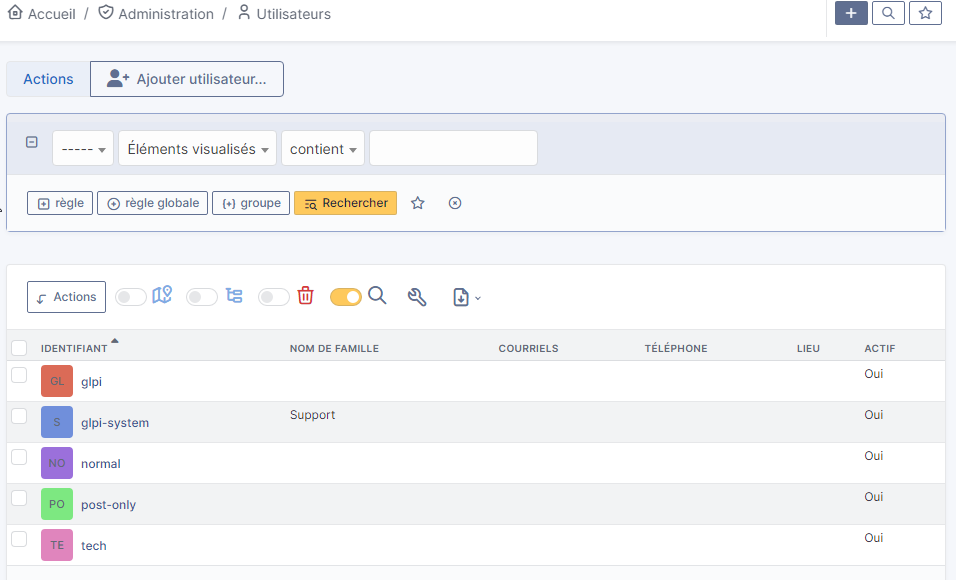 Accueil / Administration / Utilisateurs
Actions Ajouter utilisateur...
----- Éléments visualisés contient
règle règle globale {+} groupe Rechercher
Actions
IDENTIFIANT NOM DE FAMILLE COURRIELS TÉLÉPHONE LIEU ACTIF
GL glpi Oui
S glpi-system Support Oui
NO normal Oui
PO post-only Oui
TE tech Oui